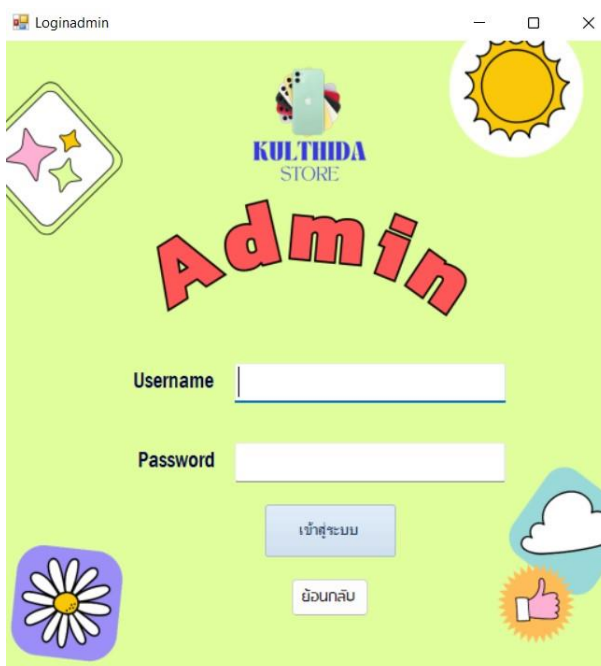 Loginadmin
KULTHIDA
STORE
Admin
Username
Password
เข้าสู่ระบบ
ย้อนกลับ